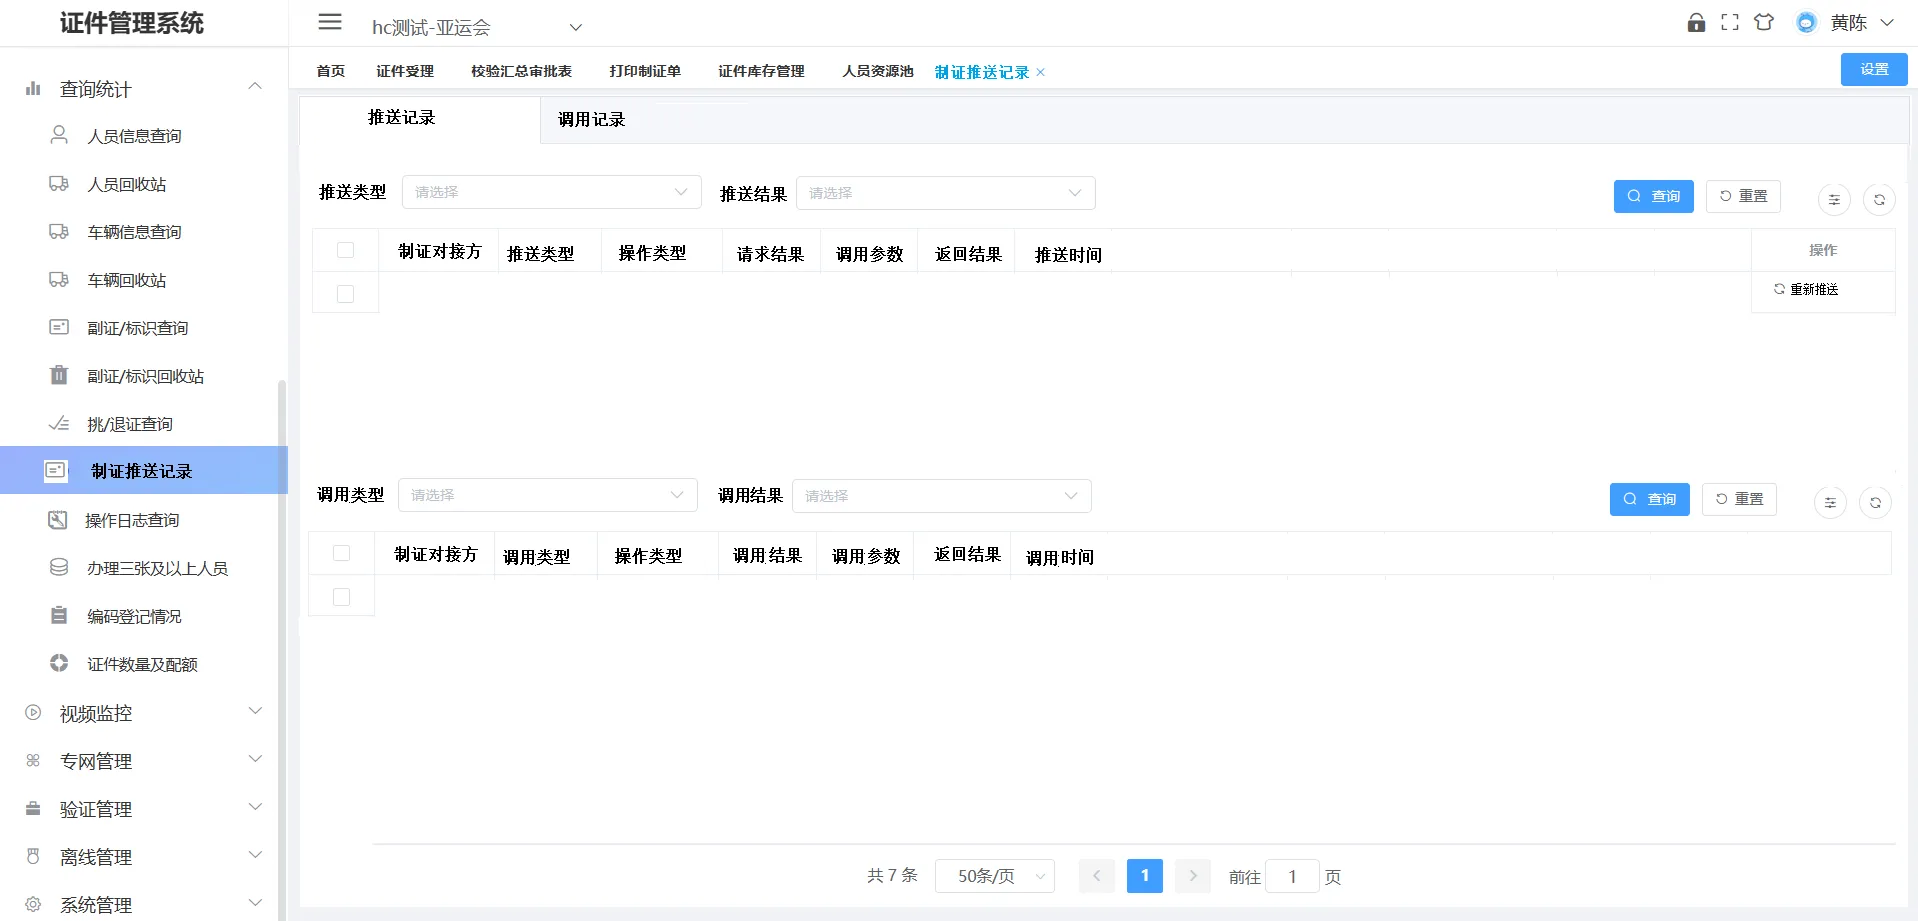 证件管理系统
hc测试-亚运会
黄陈
首页 证件受理 校验汇总审批表 打印制证单 证件库存管理 人员资源池 制证推送记录
设置
查询统计
人员信息查询
人员回收站
车辆信息查询
车辆回收站
副证/标识查询
副证/标识回收站
挑/退证查询
制证推送记录
操作日志查询
办理三张及以上人员
编码登记情况
证件数量及配额
视频监控
专网管理
验证管理
离线管理
系统管理
推送记录 调用记录
推送类型 请选择 推送结果 请选择 查询 重置
制证对接方 推送类型 操作类型 请求结果 调用参数 返回结果 推送时间 操作
重新推送
调用类型 请选择 调用结果 请选择 查询 重置
制证对接方 调用类型 操作类型 调用结果 调用参数 返回结果 调用时间
共 7 条 50条/页 1 前往 1 页